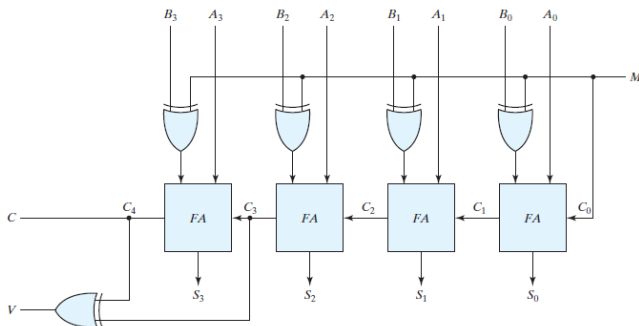 B₃ A₃ B₂ A₂ B₁ A₁ B₀ A₀
M
C C₄ FA C₃ FA C₂ FA C₁ FA C₀
S₃ S₂ S₁ S₀
V